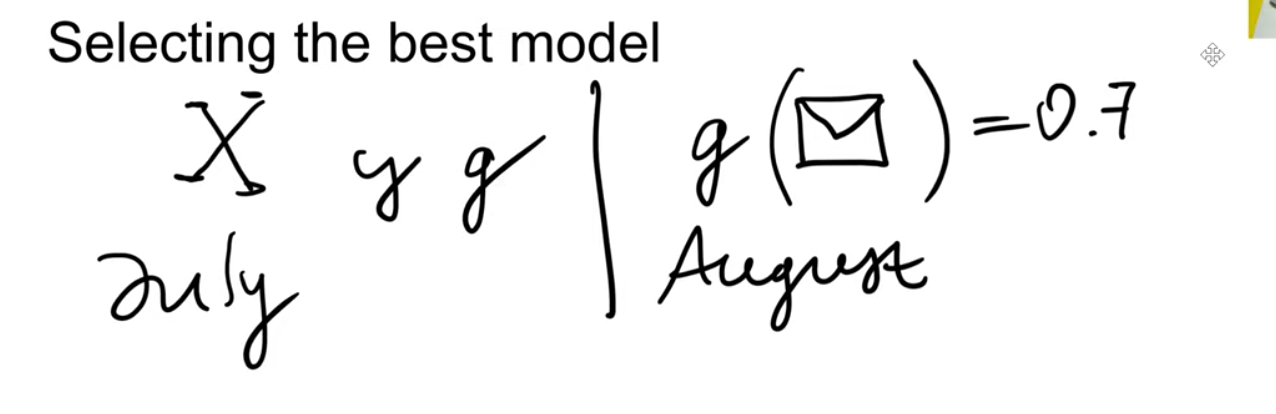 Selecting the best model
X y g | g( ) = 0.7
July August